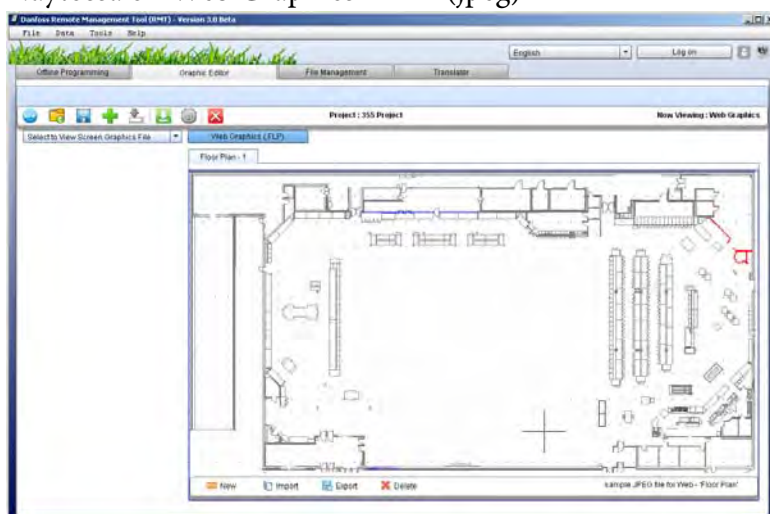 Danfoss Remote Management Tool (RMT) - Version 3.0 Beta
File Data Tools Help
English Log on
Offline Programming Graphic Editor File Management Translator
Project : 355 Project Now Viewing : Web Graphics
Select to View Screen Graphics File Web Graphics (.FLP)
Floor Plan - 1
New Import Export Delete sample JPEG file for Web - 'Floor Plan'